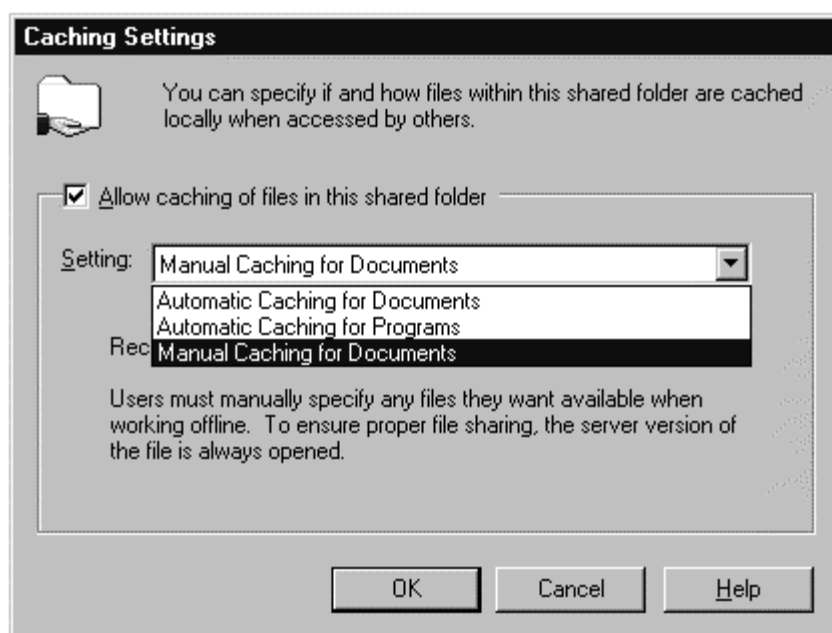 Caching Settings
You can specify if and how files within this shared folder are cached
locally when accessed by others.
Allow caching of files in this shared folder
Setting: Manual Caching for Documents
Automatic Caching for Documents
Automatic Caching for Programs
Manual Caching for Documents
Users must manually specify any files they want available when
working offline. To ensure proper file sharing, the server version of
the file is always opened.
OK Cancel Help